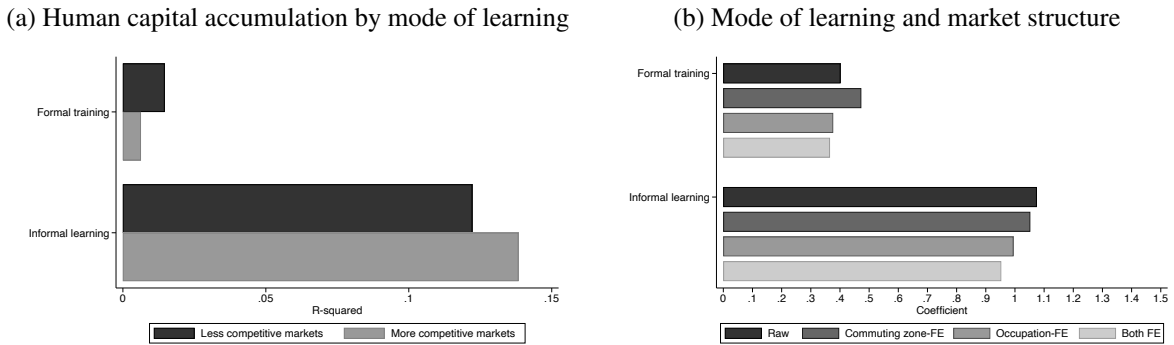 (a) Human capital accumulation by mode of learning
Formal training
Informal learning
0 .05 .1 .15
R-squared
Less competitive markets More competitive markets
(b) Mode of learning and market structure
Formal training
Informal learning
0 .1 .2 .3 .4 .5 .6 .7 .8 .9 1 1.1 1.2 1.3 1.4 1.5
Coefficient
Raw Commuting zone-FE Occupation-FE Both FE